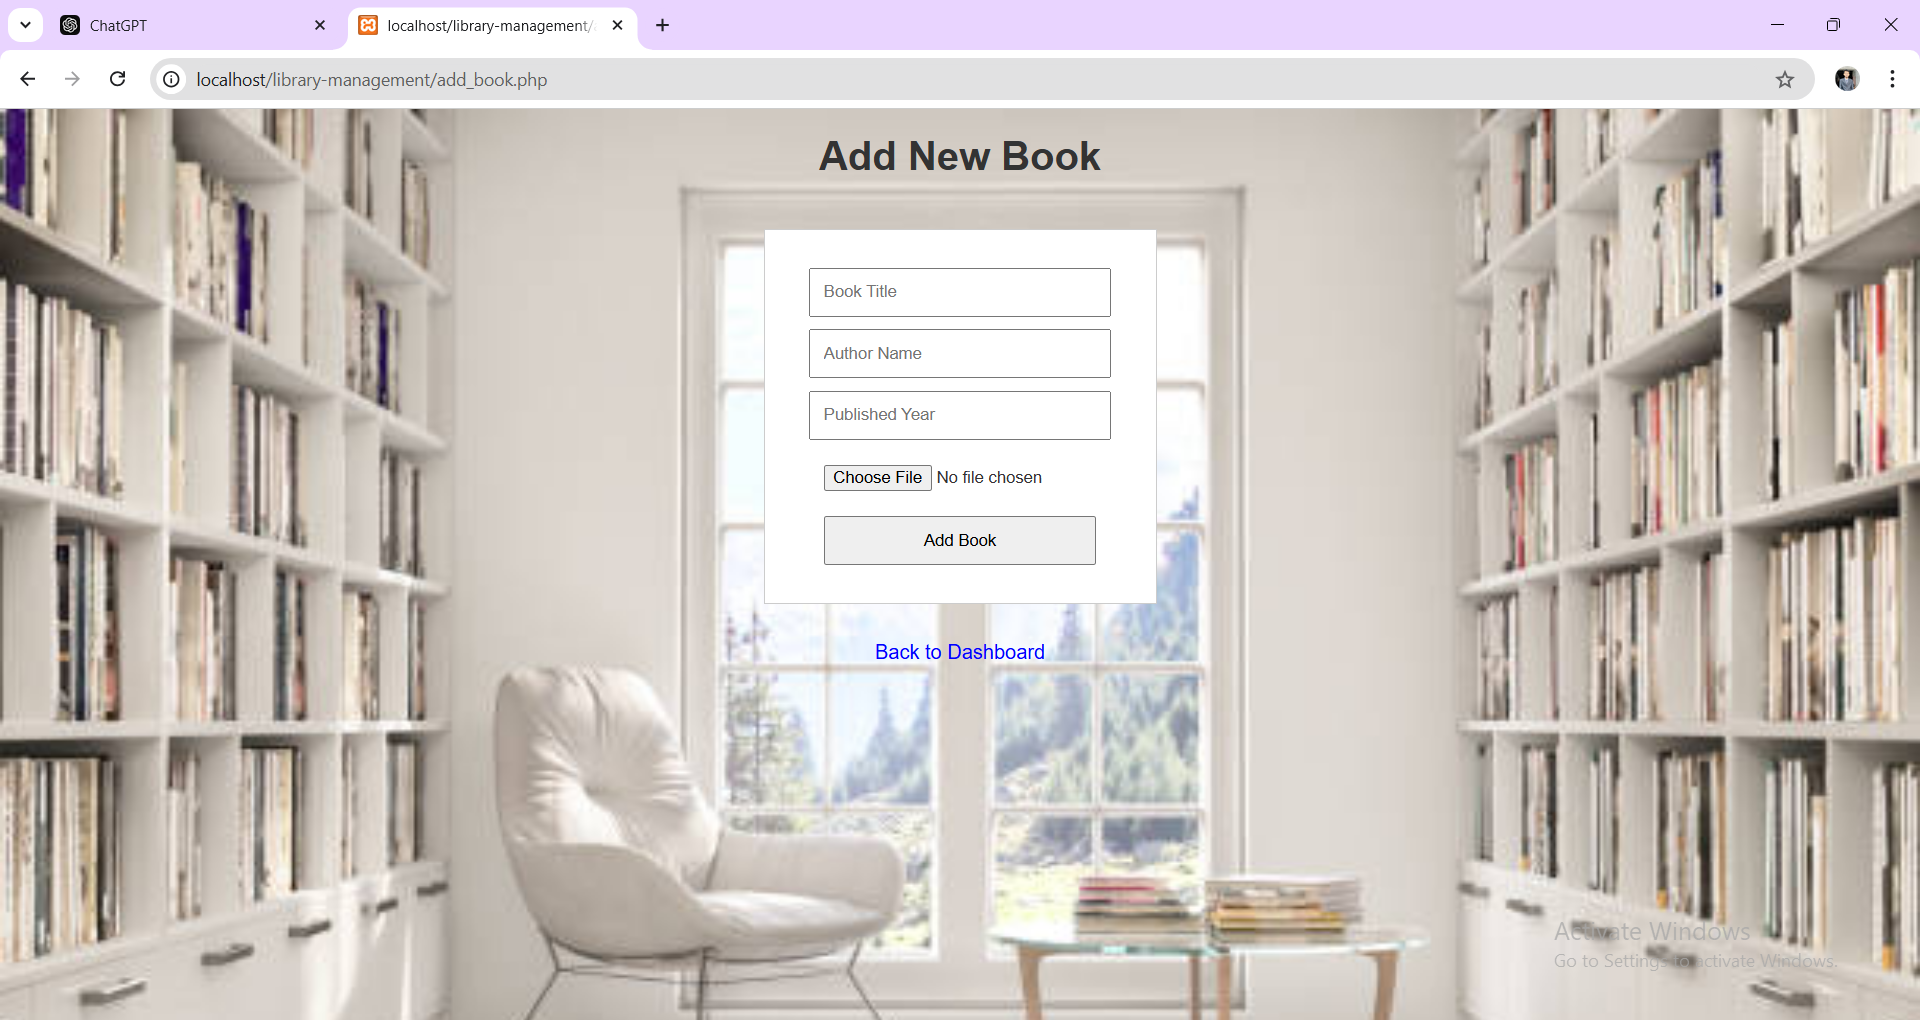 ChatGPT
localhost/library-management/
localhost/library-management/add_book.php
Add New Book
Book Title
Author Name
Published Year
Choose File No file chosen
Add Book
Back to Dashboard
Activate Windows
Go to Settings to activate Windows.